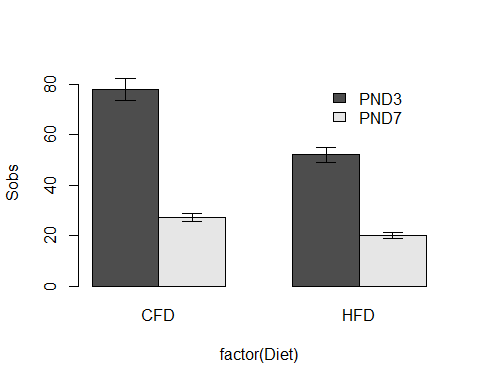 80
60
40
20
0
Sobs
PND3
PND7
CFD
HFD
factor(Diet)